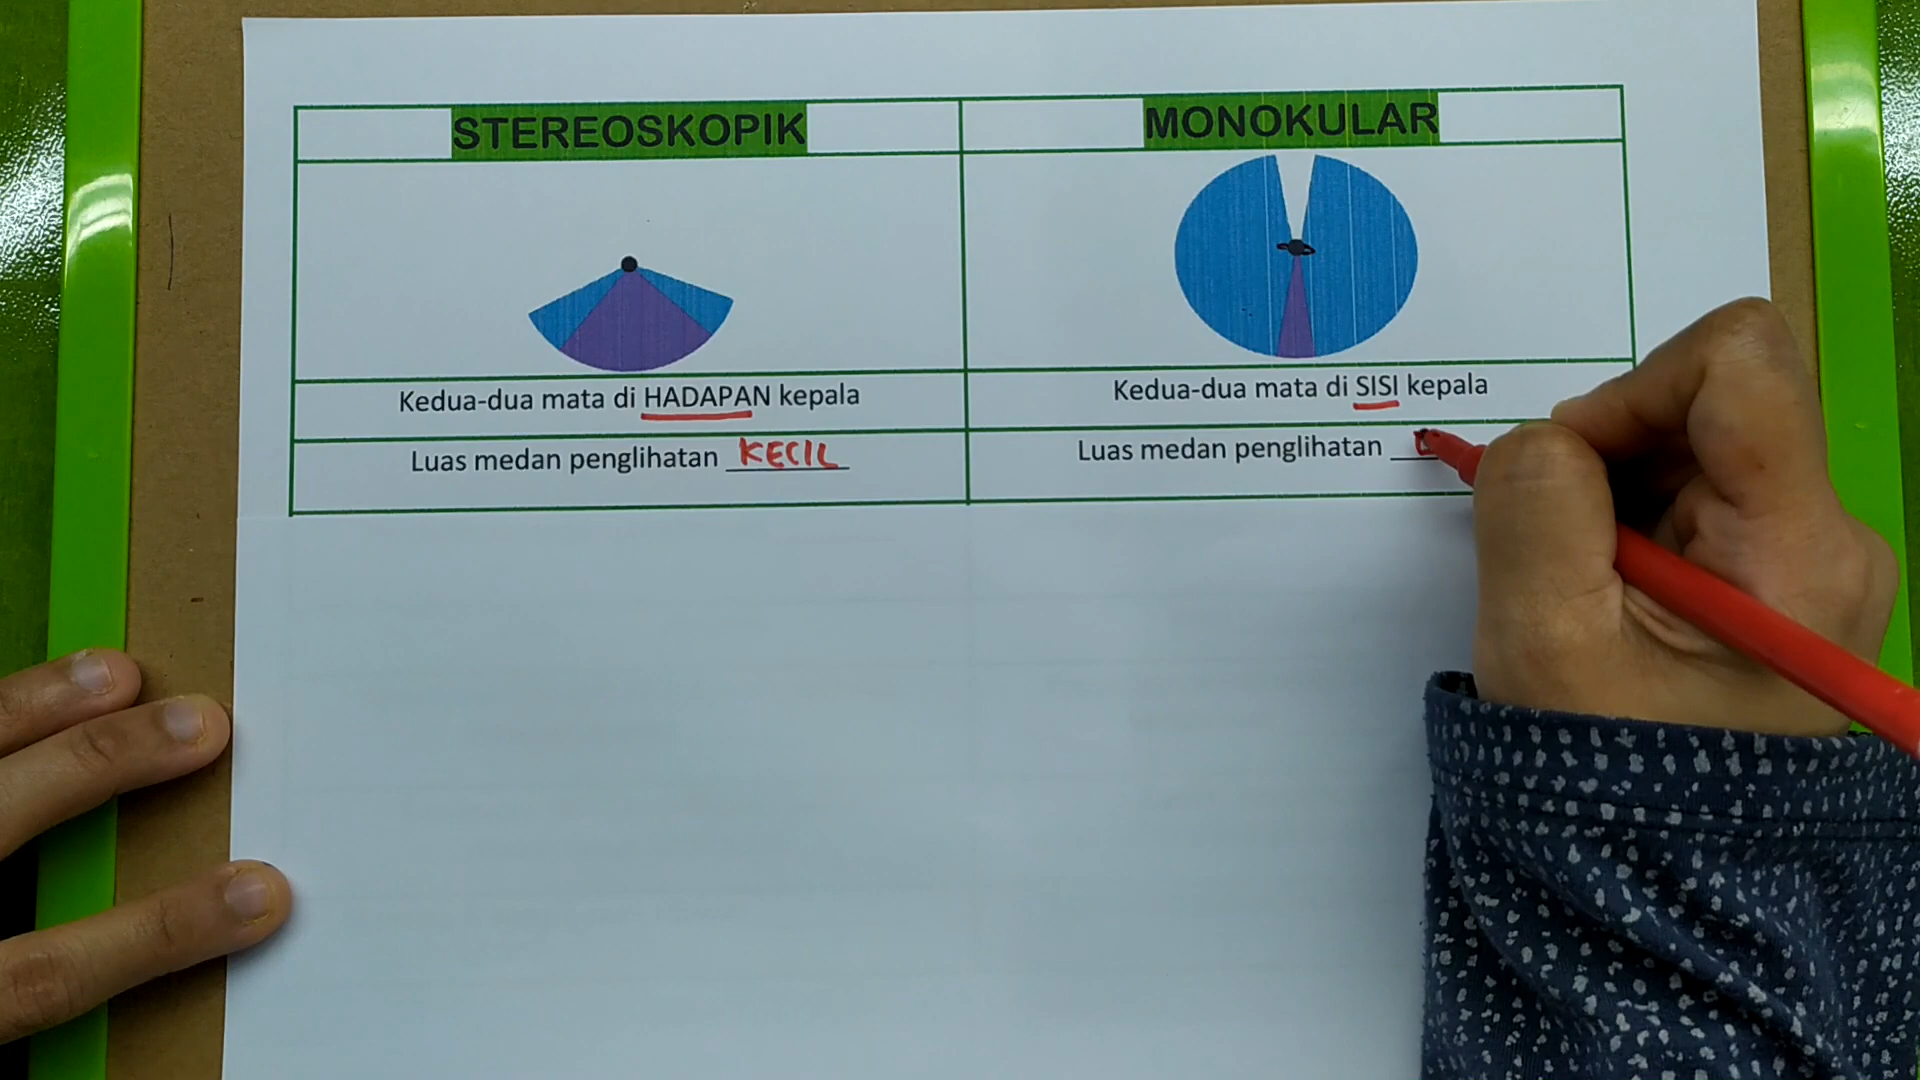 STEREOSKOPIK
MONOKULAR
Kedua-dua mata di HADAPAN kepala
Kedua-dua mata di SISI kepala
Luas medan penglihatan KECIL
Luas medan penglihatan